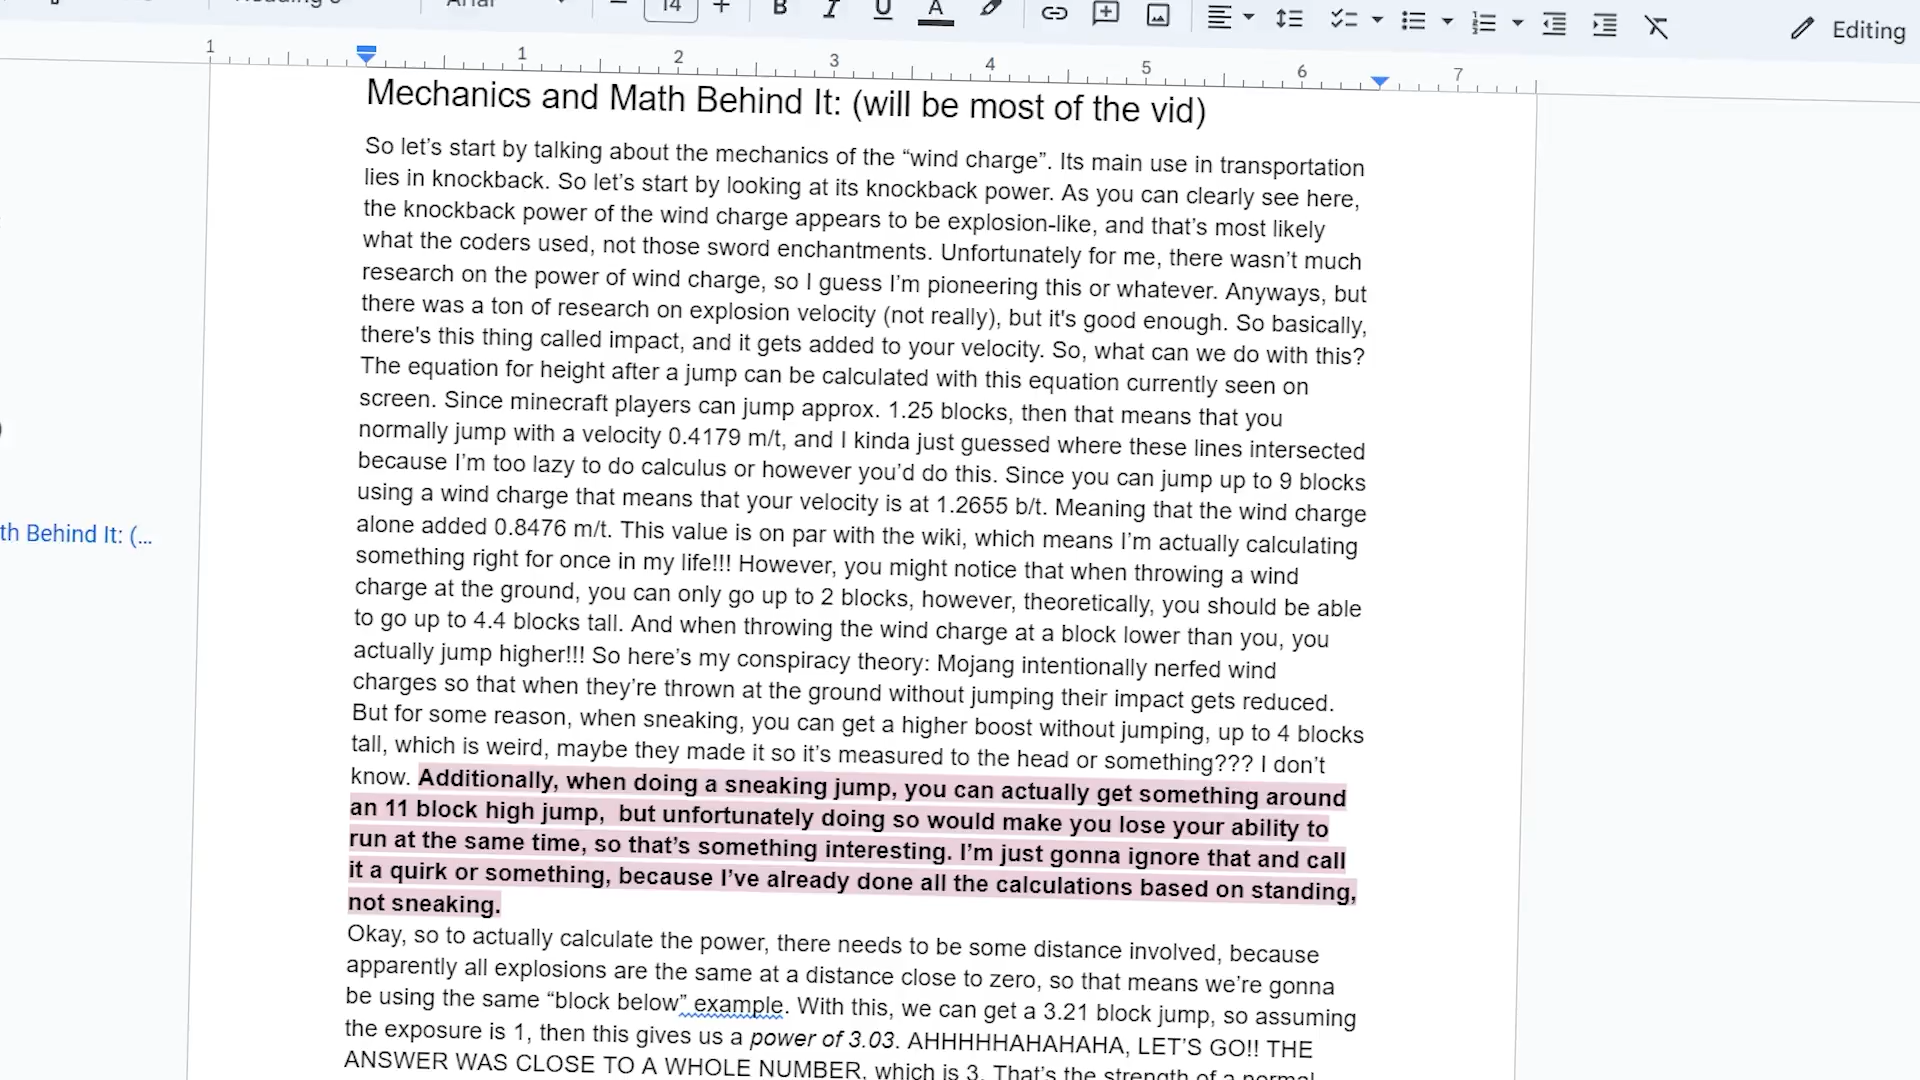 14
B I U A
Editing
1 1 2 3 4 5 6 7
Mechanics and Math Behind It: (will be most of the vid)
So let’s start by talking about the mechanics of the “wind charge”. Its main use in transportation
lies in knockback. So let’s start by looking at its knockback power. As you can clearly see here,
the knockback power of the wind charge appears to be explosion-like, and that’s most likely
what the coders used, not those sword enchantments. Unfortunately for me, there wasn’t much
research on the power of wind charge, so I guess I’m pioneering this or whatever. Anyways, but
there was a ton of research on explosion velocity (not really), but it's good enough. So basically,
there's this thing called impact, and it gets added to your velocity. So, what can we do with this?
The equation for height after a jump can be calculated with this equation currently seen on
screen. Since minecraft players can jump approx. 1.25 blocks, then that means that you
normally jump with a velocity 0.4179 m/t, and I kinda just guessed where these lines intersected
because I’m too lazy to do calculus or however you’d do this. Since you can jump up to 9 blocks
using a wind charge that means that your velocity is at 1.2655 b/t. Meaning that the wind charge
alone added 0.8476 m/t. This value is on par with the wiki, which means I’m actually calculating
something right for once in my life!!! However, you might notice that when throwing a wind
charge at the ground, you can only go up to 2 blocks, however, theoretically, you should be able
to go up to 4.4 blocks tall. And when throwing the wind charge at a block lower than you, you
actually jump higher!!! So here’s my conspiracy theory: Mojang intentionally nerfed wind
charges so that when they’re thrown at the ground without jumping their impact gets reduced.
But for some reason, when sneaking, you can get a higher boost without jumping, up to 4 blocks
tall, which is weird, maybe they made it so it’s measured to the head or something??? I don’t
know. Additionally, when doing a sneaking jump, you can actually get something around
an 11 block high jump,  but unfortunately doing so would make you lose your ability to
run at the same time, so that’s something interesting. I’m just gonna ignore that and call
it a quirk or something, because I’ve already done all the calculations based on standing,
not sneaking.
th Behind It: (...
Okay, so to actually calculate the power, there needs to be some distance involved, because
apparently all explosions are the same at a distance close to zero, so that means we’re gonna
be using the same “block below” example. With this, we can get a 3.21 block jump, so assuming
the exposure is 1, then this gives us a power of 3.03. AHHHHHAHAHAHA, LET’S GO!! THE
ANSWER WAS CLOSE TO A WHOLE NUMBER, which is 3. That’s the strength of a normal